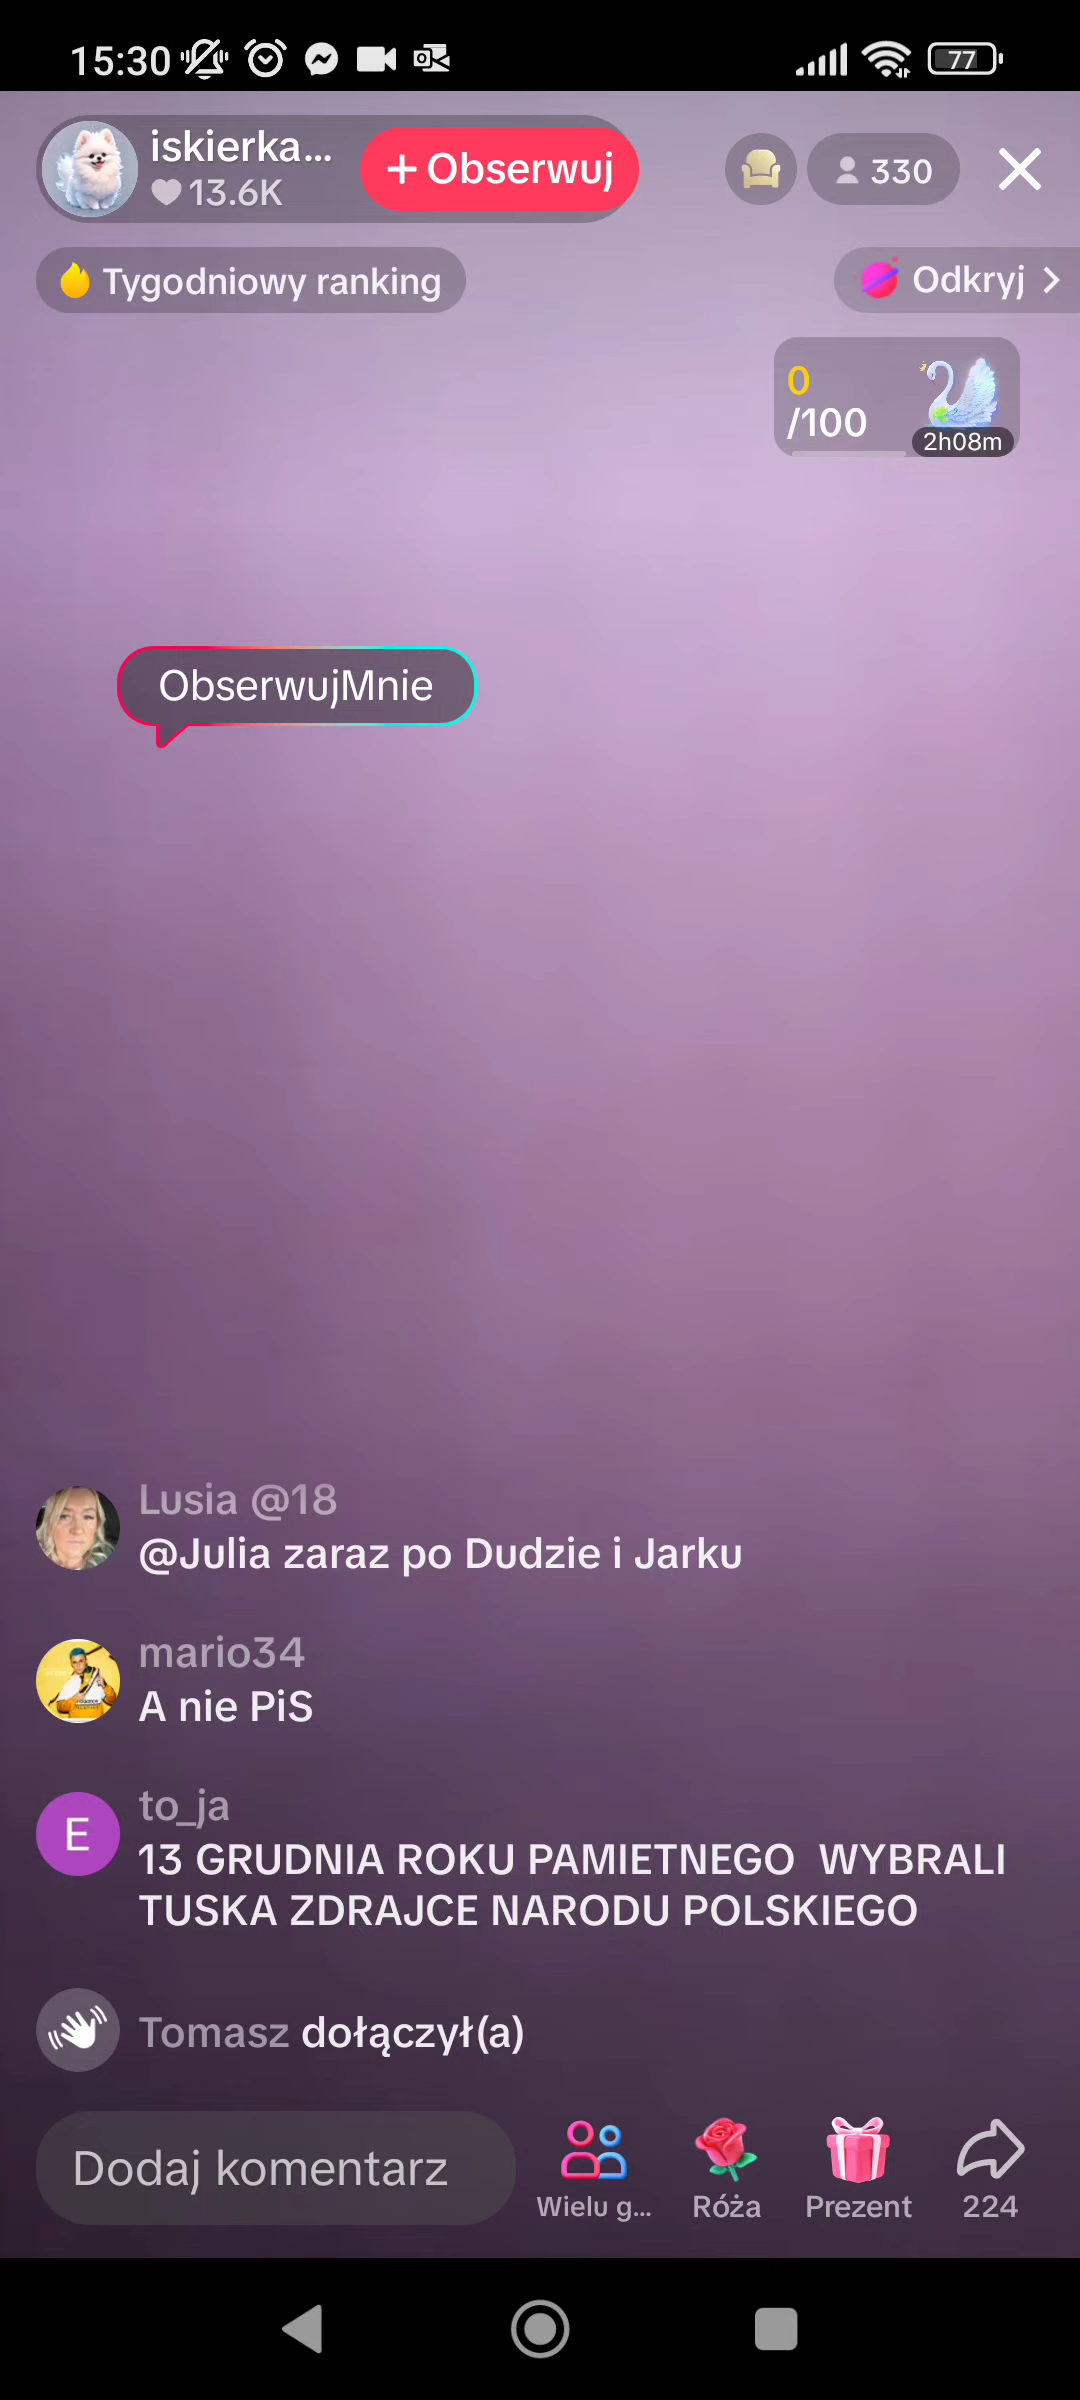 15:30
77
iskierka...
13.6K
+ Obserwuj
330
Tygodniowy ranking
Odkryj
0
/100
2h08m
ObserwujMnie
Lusia @18
@Julia zaraz po Dudzie i Jarku
mario34
A nie PiS
E
to_ja
13 GRUDNIA ROKU PAMIETNEGO WYBRALI
TUSKA ZDRAJCE NARODU POLSKIEGO
Tomasz dołączył(a)
Dodaj komentarz
Wielu g...
Róża
Prezent
224